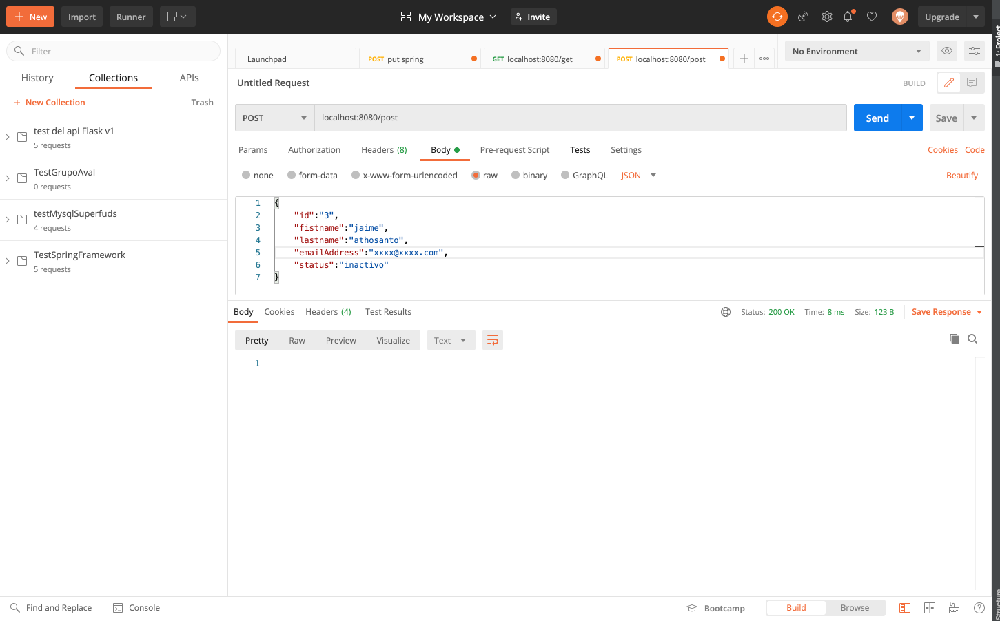 New
Import
Runner
My Workspace
Invite
Upgrade
1: Project
Filter
Launchpad
POST put spring
GET localhost:8080/get
POST localhost:8080/post
No Environment
History
Collections
APIs
New Collection
Trash
Untitled Request
BUILD
test del api Flask v1
5 requests
TestGrupoAval
0 requests
testMysqlSuperfuds
4 requests
TestSpringFramework
5 requests
POST
localhost:8080/post
Send
Save
Params
Authorization
Headers (8)
Body
Pre-request Script
Tests
Settings
Cookies
Code
none
form-data
x-www-form-urlencoded
raw
binary
GraphQL
JSON
Beautify
1 {
2 "id":"3",
3 "fistname":"jaime",
4 "lastname":"athosanto",
5 "emailAddress":"xxxx@xxxx.com",
6 "status":"inactivo"
7 }
Body
Cookies
Headers (4)
Test Results
Status: 200 OK
Time: 8 ms
Size: 123 B
Save Response
Pretty
Raw
Preview
Visualize
Text
1
Find and Replace
Console
Bootcamp
Build
Browse